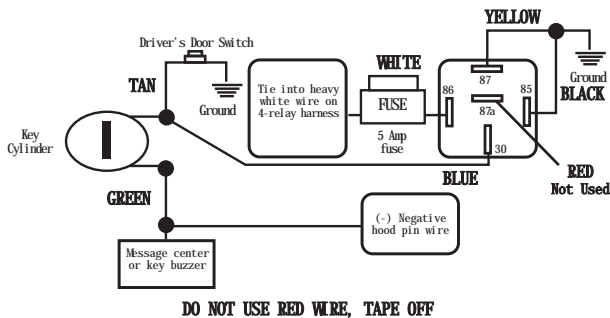 YELLOW
Driver's Door Switch
WHITE
TAN
Ground
Tie into heavy
white wire on
4-relay harness
FUSE
5 Amp
fuse
86
87
87a
85
30
Ground
BLACK
Key
Cylinder
BLUE
RED
Not Used
GREEN
(-) Negative
hood pin wire
Message center
or key buzzer
DO NOT USE RED WIRE, TAPE OFF